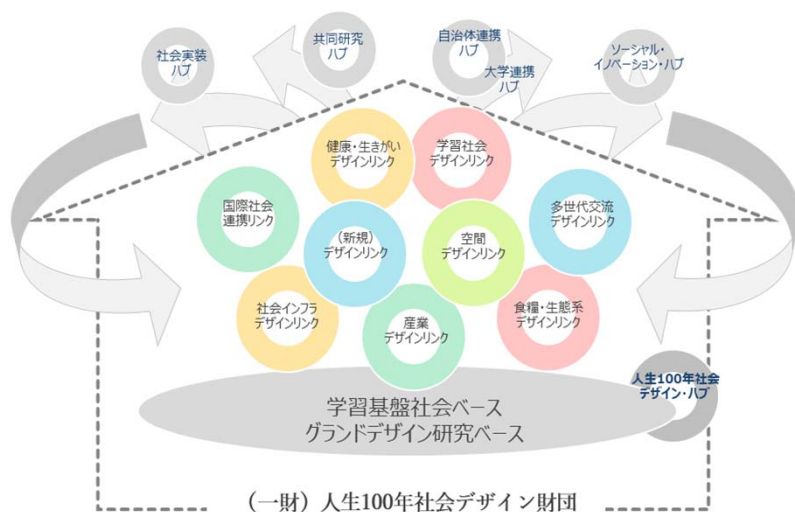 社会実装
ハブ
共同研究
ハブ
自治体連携
ハブ
大学連携
ハブ
ソーシャル・
イノベーション・ハブ
健康・生きがい
デザインリンク
学習社会
デザインリンク
国際社会
連携リンク
(新規)
デザインリンク
空間
デザインリンク
多世代交流
デザインリンク
社会インフラ
デザインリンク
産業
デザインリンク
食糧・生態系
デザインリンク
人生100年社会
デザイン・ハブ
学習基盤社会ベース
グランドデザイン研究ベース
(一財)人生100年社会デザイン財団